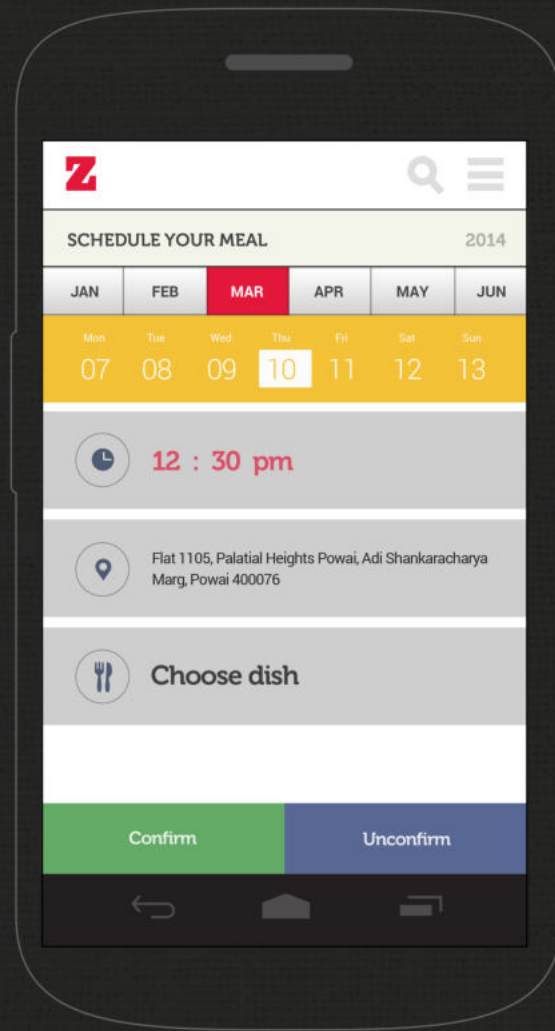 Z
SCHEDULE YOUR MEAL 2014
JAN FEB MAR APR MAY JUN
Mon Tue Wed Thu Fri Sat Sun
07 08 09 10 11 12 13
12 : 30 pm
Flat 1105, Palatial Heights Powai, Adi Shankaracharya
Marg, Powai 400076
Choose dish
Confirm Unconfirm